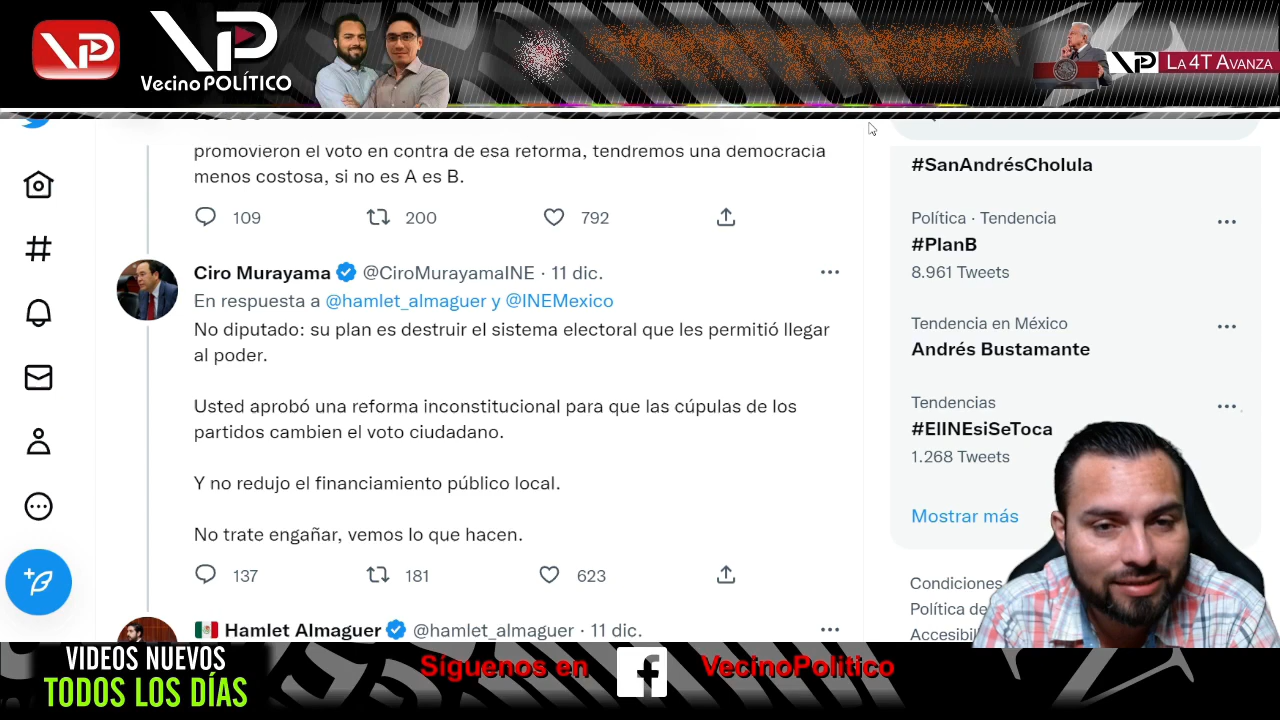 VP
VP
Vecino POLÍTICO
VP
LA 4T AVANZA
promovieron el voto en contra de esa reforma, tendremos una democracia
menos costosa, si no es A es B.
109
200
792
Ciro Murayama @CiroMurayamaINE · 11 dic.
En respuesta a @hamlet_almaguer y @INEMexico
No diputado: su plan es destruir el sistema electoral que les permitió llegar
al poder.
Usted aprobó una reforma inconstitucional para que las cúpulas de los
partidos cambien el voto ciudadano.
Y no redujo el financiamiento público local.
No trate engañar, vemos lo que hacen.
137
181
623
Hamlet Almaguer @hamlet_almaguer · 11 dic.
#SanAndrésCholula
Política · Tendencia
#PlanB
8.961 Tweets
Tendencia en México
Andrés Bustamante
Tendencias
#ElINEsiSeToca
1.268 Tweets
Mostrar más
Condiciones
Política de
Accesibil
VIDEOS NUEVOS
TODOS LOS DÍAS
Síguenos en
f
VecinoPolitico